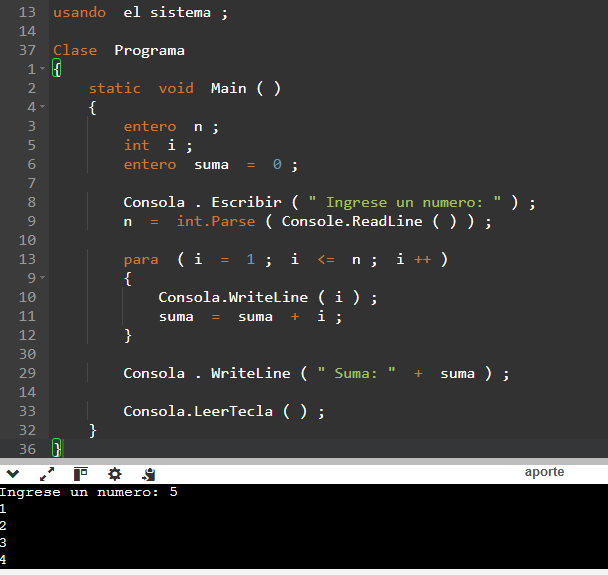 13 usando el sistema ;
14
37 Clase Programa
1 {
2 static void Main ( )
4 {
3 entero n ;
5 int i ;
6 entero suma = 0 ;
7
8 Consola . Escribir ( " Ingrese un numero: " ) ;
9 n = int.Parse ( Console.ReadLine ( ) ) ;
10
13 para ( i = 1 ; i <= n ; i ++ )
9 {
10 Consola.WriteLine ( i ) ;
11 suma = suma + i ;
12 }
30
29 Consola . WriteLine ( " Suma: " + suma ) ;
14
33 Consola.LeerTecla ( ) ;
32 }
36 }
aporte
Ingrese un numero: 5
1
2
3
4